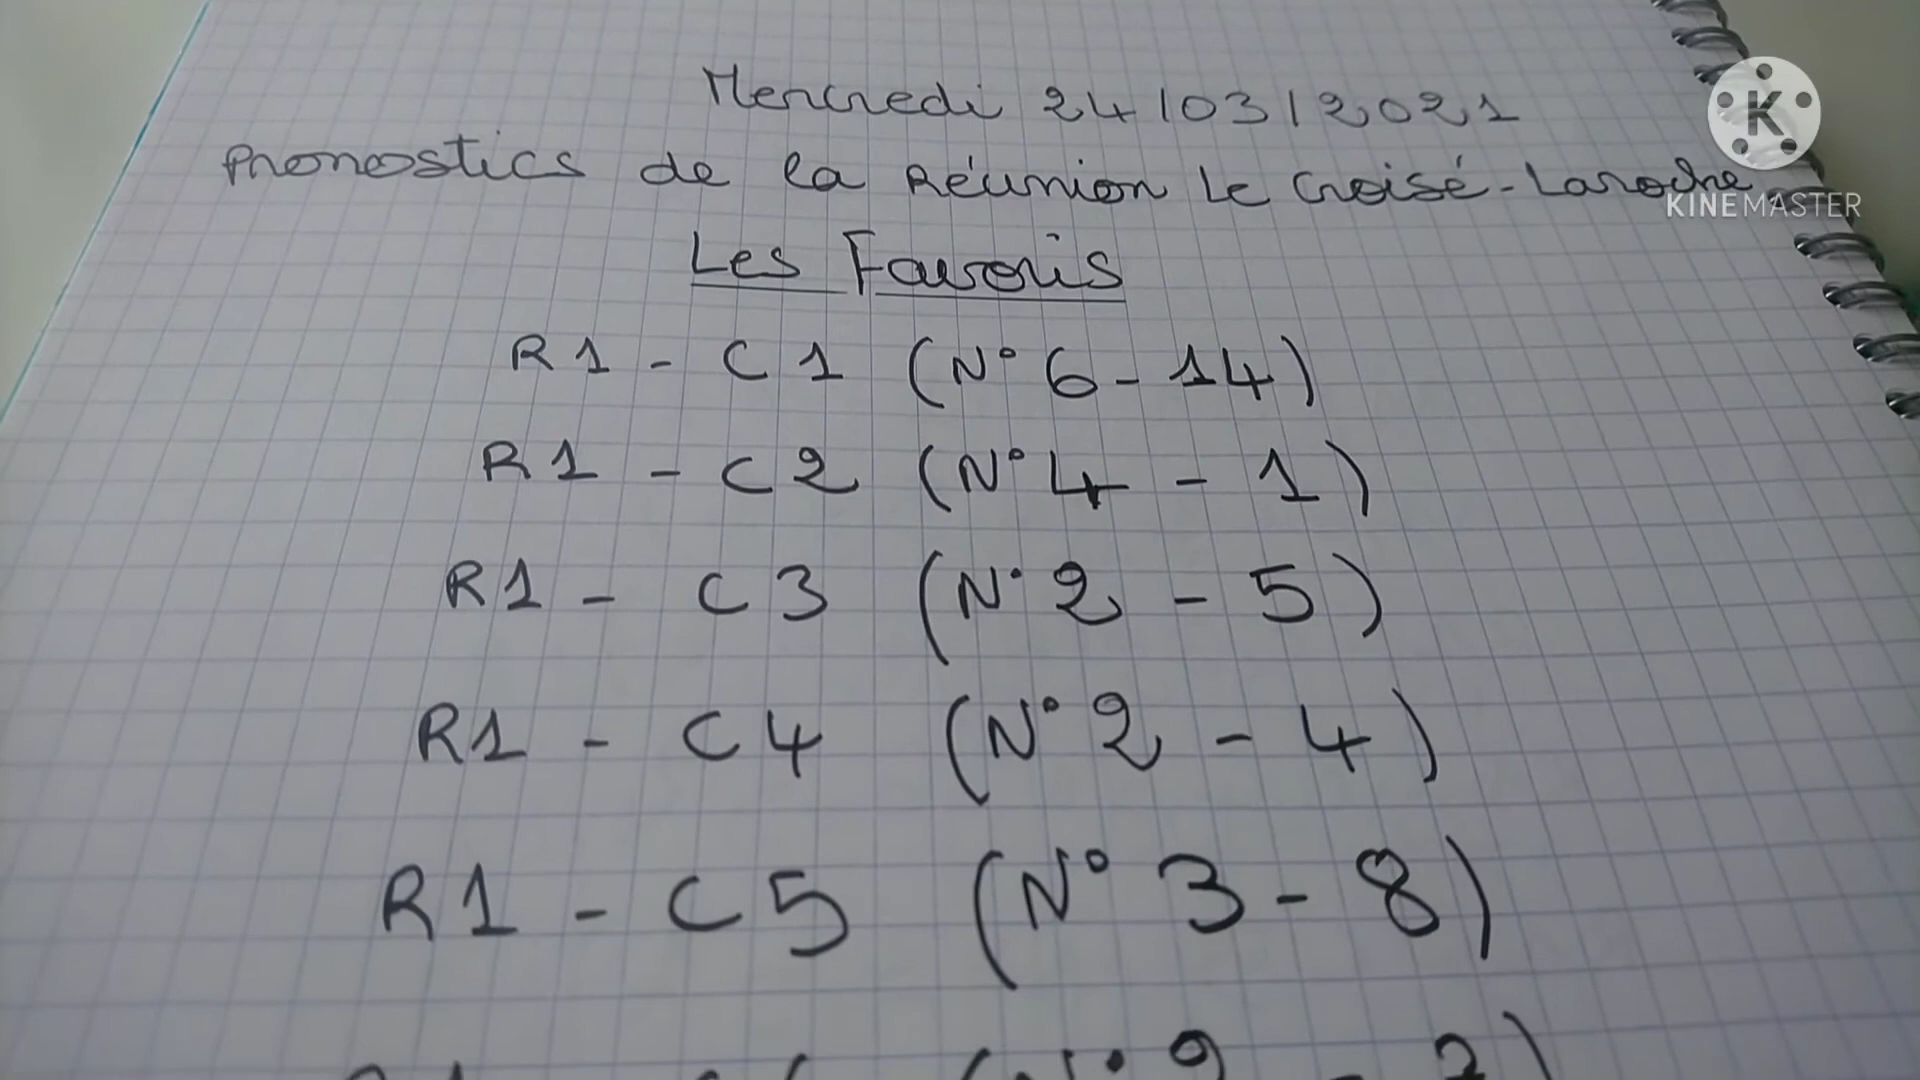 Mercredi 24/03/2021
Pronostics de la Réunion Le Croisé-Laroche
KINEMASTER
Les Favoris
R1 - C1 (N° 6 - 14)
R1 - C2 (N° 4 - 1)
R1 - C3 (N° 2 - 5)
R1 - C4 (N° 2 - 4)
R1 - C5 (N° 3 - 8)